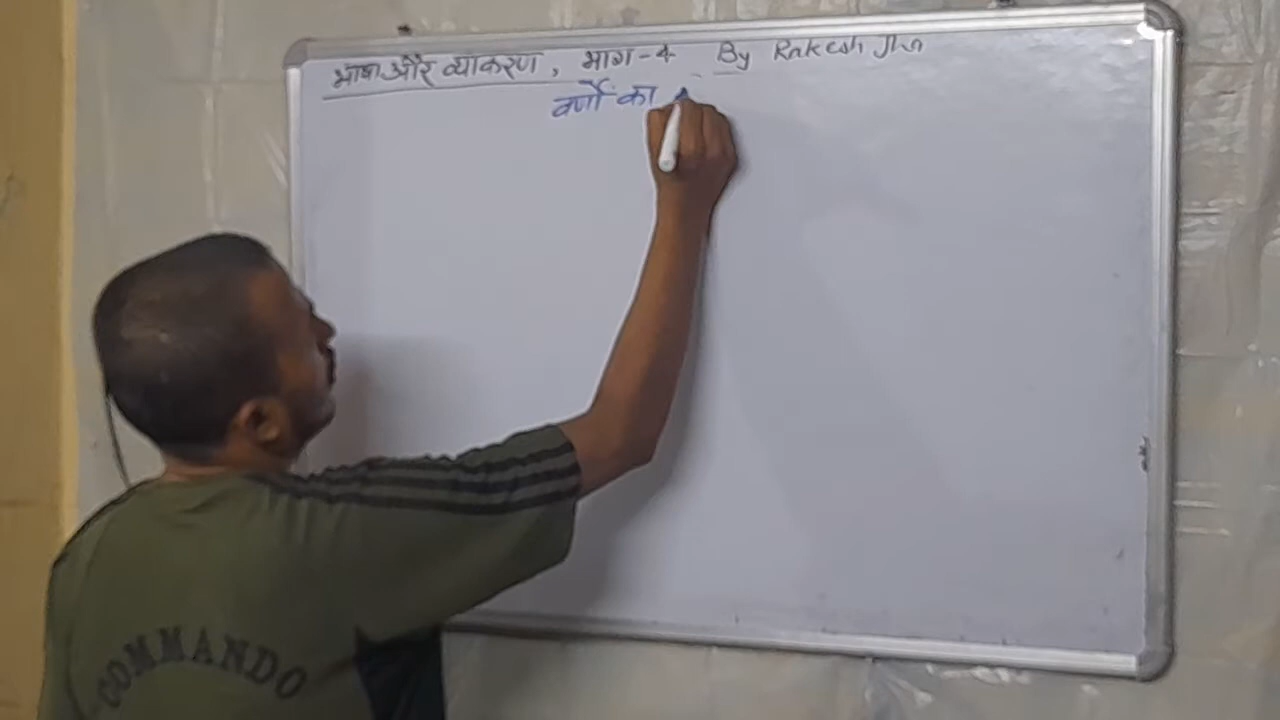 भाषा और व्याकरण, भाग-4 By Rakesh Jha
वर्णों का
COMMANDO